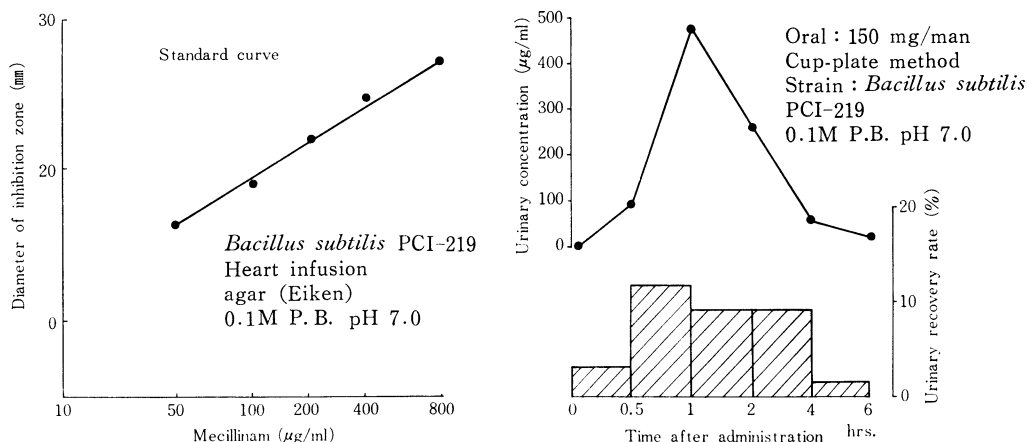 30
20
0
Diameter of inhibition zone (mm)
Standard curve
Bacillus subtilis PCI-219
Heart infusion
agar (Eiken)
0.1M P. B. pH 7.0
10 50 100 200 400 800
Mecillinam (μg/ml)
500
400
300
200
100
0
Urinary concentration (μg/ml)
Oral : 150 mg/man
Cup-plate method
Strain : Bacillus subtilis
PCI-219
0.1M P.B. pH 7.0
20
10
0
Urinary recovery rate (%)
0 0.5 1 2 4 6
hrs.
Time after administration